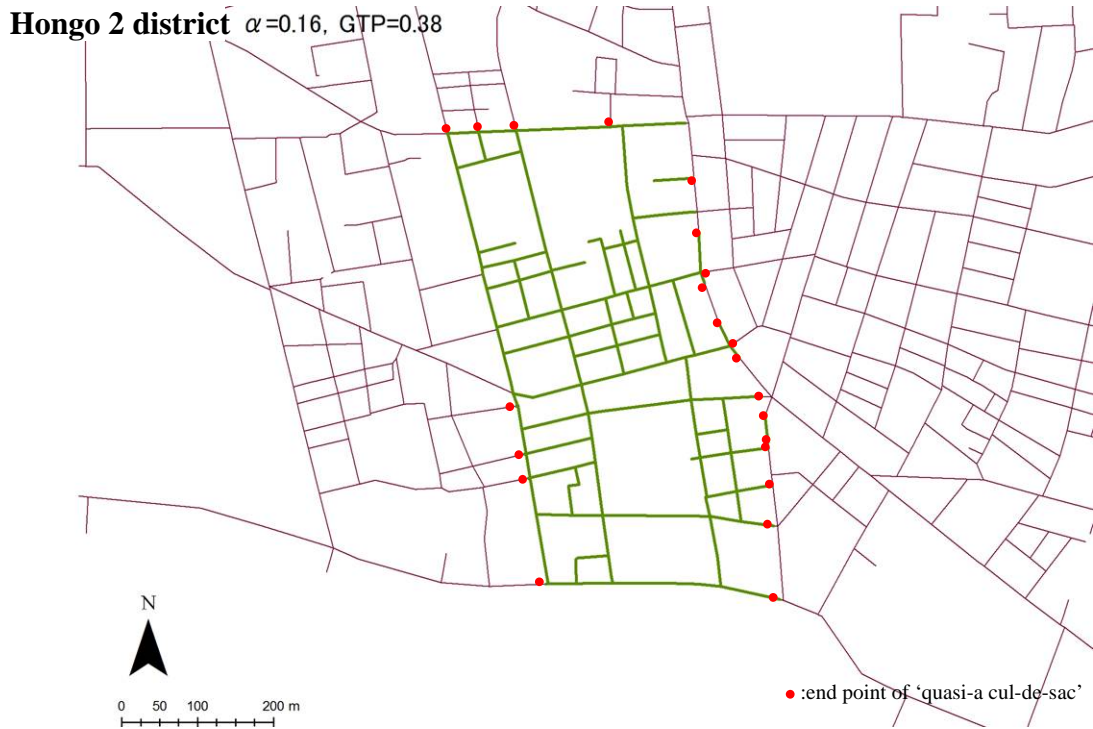 Hongo 2 district α=0.16, GTP=0.38
N
0 50 100 200 m
:end point of ‘quasi-a cul-de-sac’